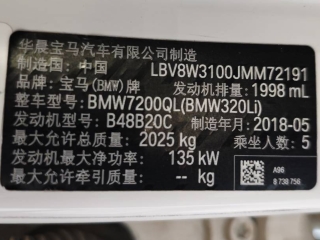 华晨宝马汽车有限公司制造
制造国：中国 LBV8W3100JMM72191
品牌：宝马(BMW)牌 发动机排量：1998 mL
整车型号：BMW7200QL(BMW320Li)
发动机型号：B48B20C 制造年月：2018-05
最大允许总质量：2025 kg 乘坐人数：5
发动机最大净功率：135 kW
最大允许牵引质量：-- kg
A96
8 738 756